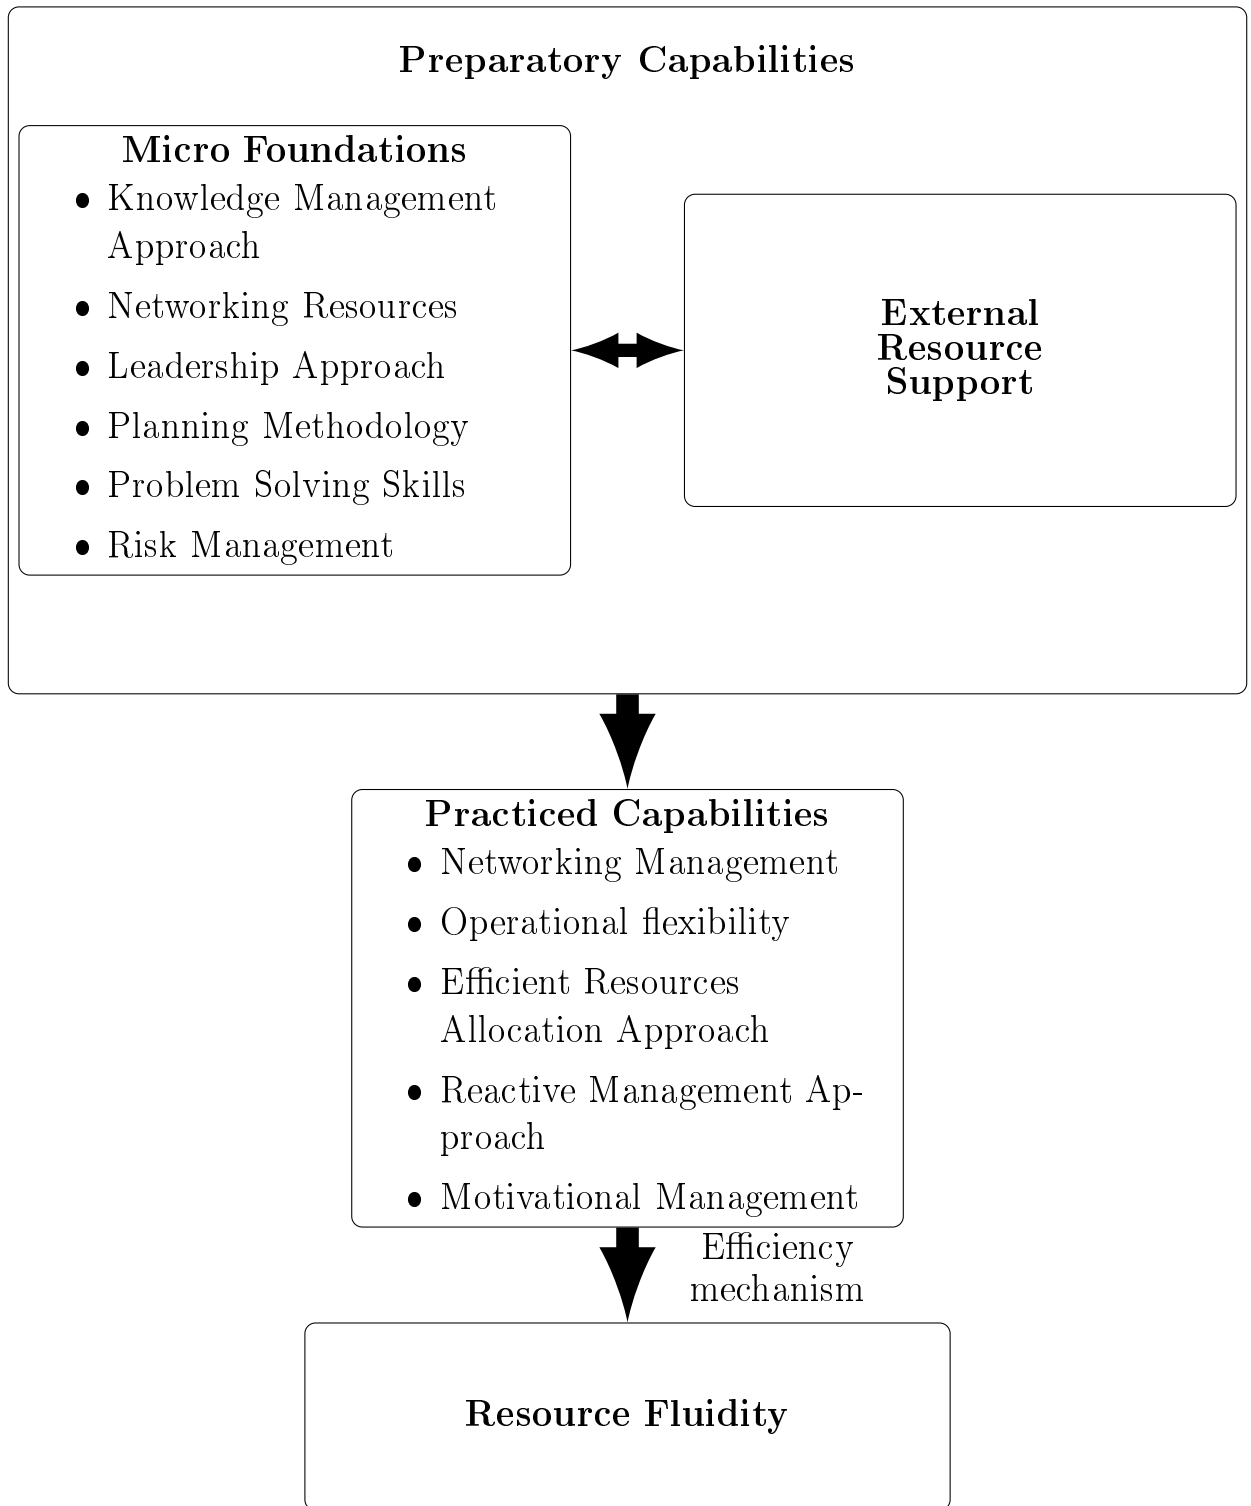 Preparatory Capabilities
Micro Foundations
• Knowledge Management
Approach
• Networking Resources
• Leadership Approach
• Planning Methodology
• Problem Solving Skills
• Risk Management
External
Resource
Support
Practiced Capabilities
• Networking Management
• Operational flexibility
• Efficient Resources
Allocation Approach
• Reactive Management Ap-
proach
• Motivational Management
Efficiency
mechanism
Resource Fluidity